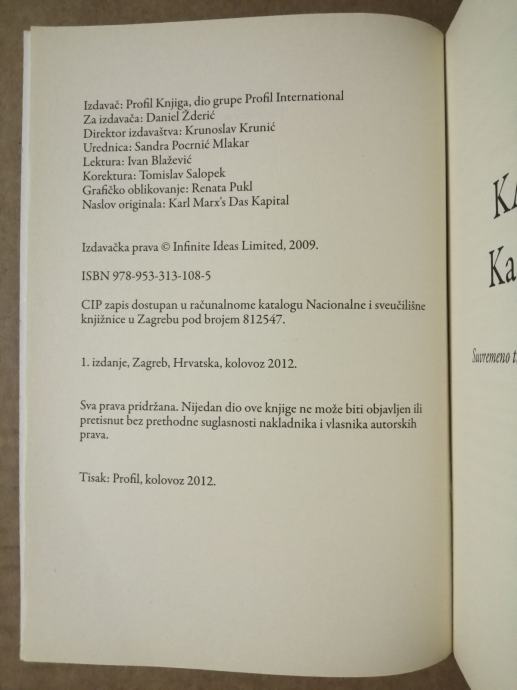 Izdavač: Profil Knjiga, dio grupe Profil International
Za izdavača: Daniel Žderić
Direktor izdavaštva: Krunoslav Krunić
Urednica: Sandra Pocrnić Mlakar
Lektura: Ivan Blažević
Korektura: Tomislav Salopek
Grafičko oblikovanje: Renata Pukl
Naslov originala: Karl Marx's Das Kapital
Izdavačka prava © Infinite Ideas Limited, 2009.
ISBN 978-953-313-108-5
CIP zapis dostupan u računalnome katalogu Nacionalne i sveučilišne
knjižnice u Zagrebu pod brojem 812547.
1. izdanje, Zagreb, Hrvatska, kolovoz 2012.
Sva prava pridržana. Nijedan dio ove knjige ne može biti objavljen ili
pretisnut bez prethodne suglasnosti nakladnika i vlasnika autorskih
prava.
Tisak: Profil, kolovoz 2012.
Ka
Suvremeno